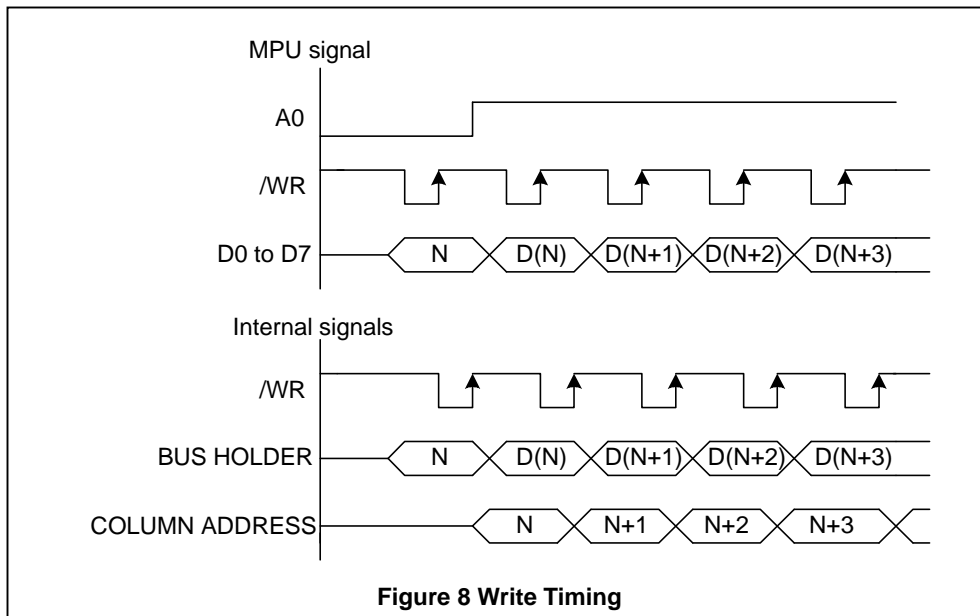 MPU signal
A0
/WR
D0 to D7 N D(N) D(N+1) D(N+2) D(N+3)
Internal signals
/WR
BUS HOLDER N D(N) D(N+1) D(N+2) D(N+3)
COLUMN ADDRESS N N+1 N+2 N+3
Figure 8 Write Timing